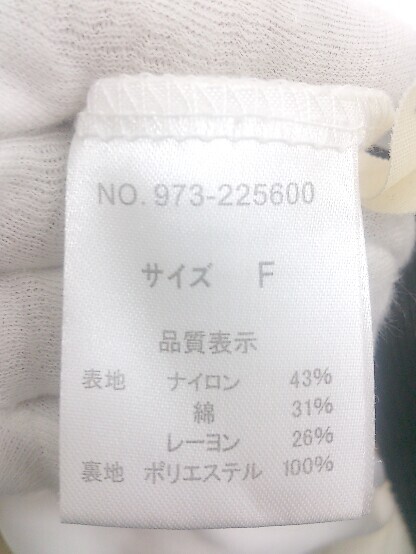 NO. 973-225600
サイズ F
品質表示
表地 ナイロン 43%
綿 31%
レーヨン 26%
裏地 ポリエステル 100%